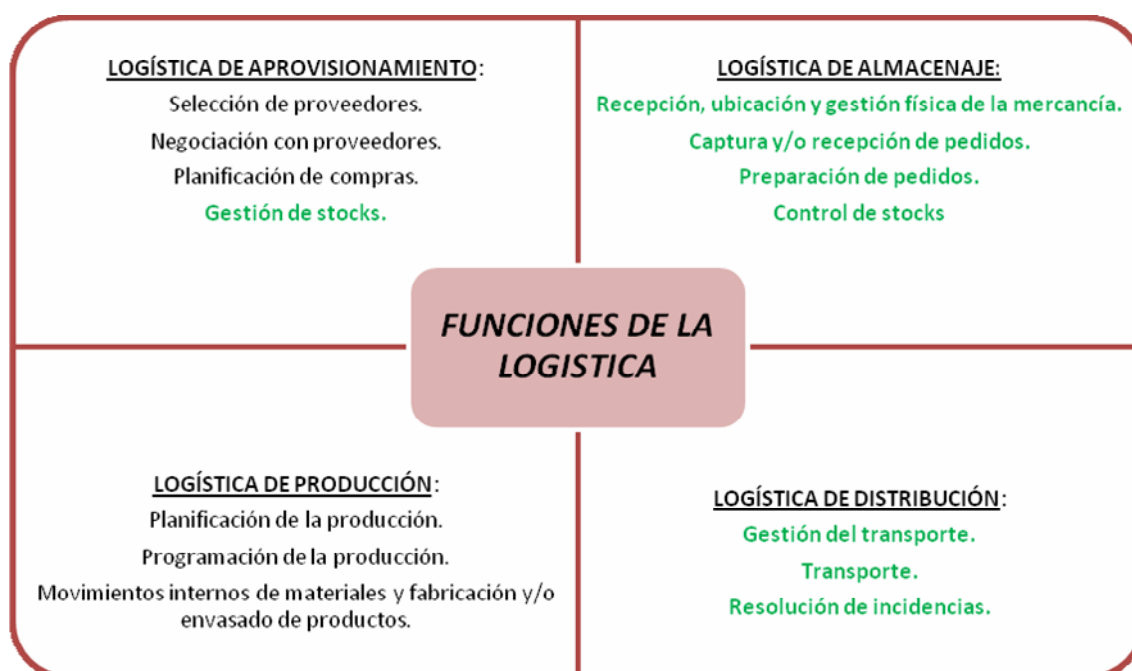 LOGÍSTICA DE APROVISIONAMIENTO:
Selección de proveedores.
Negociación con proveedores.
Planificación de compras.
Gestión de stocks.
LOGÍSTICA DE ALMACENAJE:
Recepción, ubicación y gestión física de la mercancía.
Captura y/o recepción de pedidos.
Preparación de pedidos.
Control de stocks
FUNCIONES DE LA
LOGISTICA
LOGÍSTICA DE PRODUCCIÓN:
Planificación de la producción.
Programación de la producción.
Movimientos internos de materiales y fabricación y/o
envasado de productos.
LOGÍSTICA DE DISTRIBUCIÓN:
Gestión del transporte.
Transporte.
Resolución de incidencias.